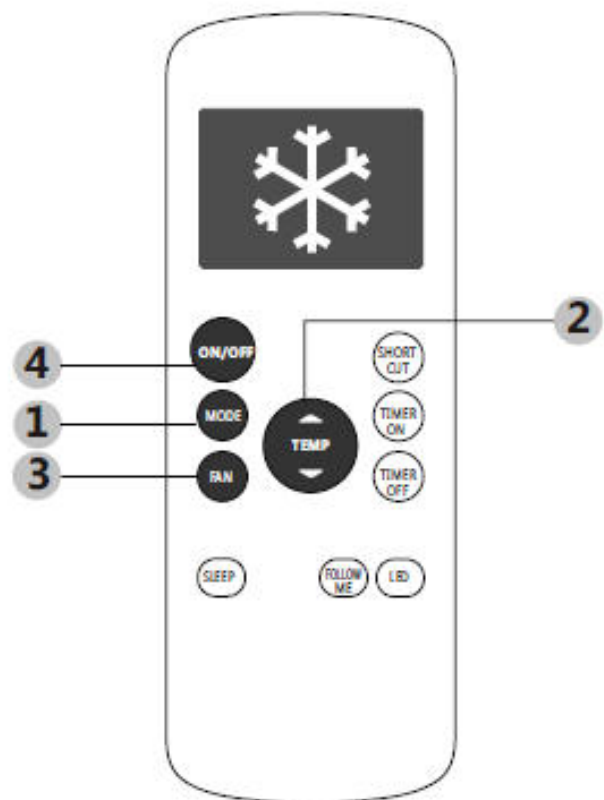 2
4
ON/OFF
SHORT
CUT
1
MODE
TEMP
TIMER
ON
3
FAN
TIMER
OFF
SLEEP
FOLLOW
ME
LED